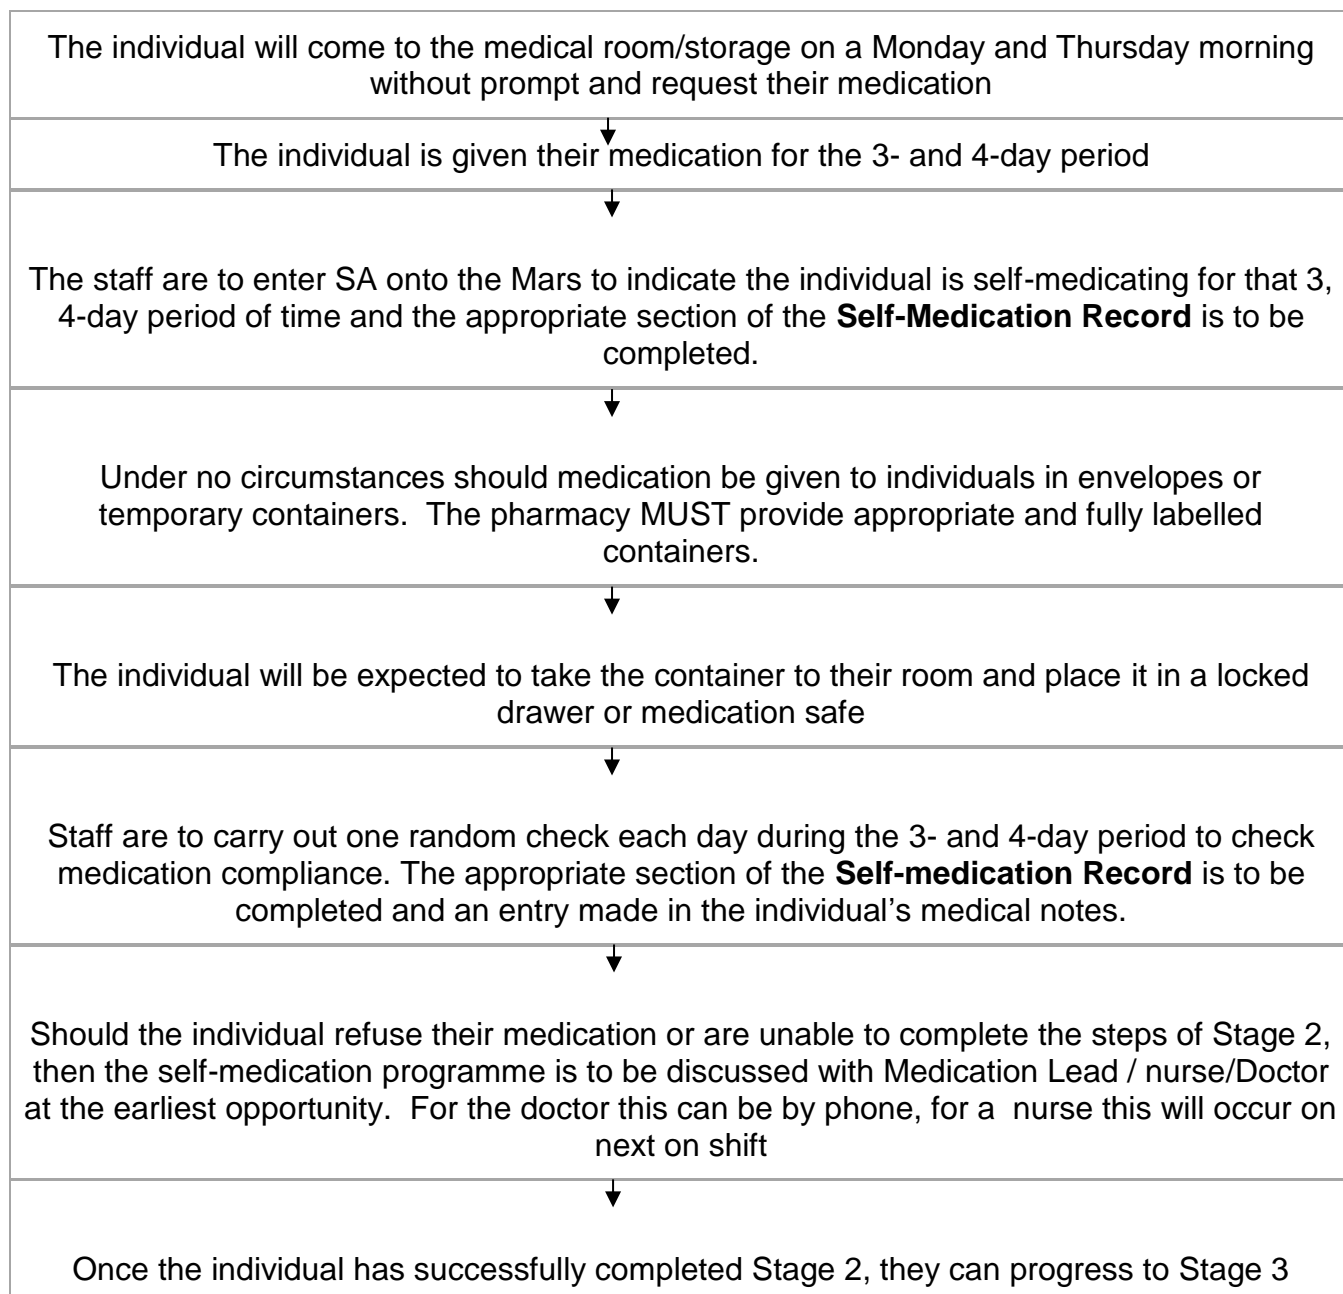 The individual will come to the medical room/storage on a Monday and Thursday morning
without prompt and request their medication
The individual is given their medication for the 3- and 4-day period
The staff are to enter SA onto the Mars to indicate the individual is self-medicating for that 3,
4-day period of time and the appropriate section of the Self-Medication Record is to be
completed.
Under no circumstances should medication be given to individuals in envelopes or
temporary containers.  The pharmacy MUST provide appropriate and fully labelled
containers.
The individual will be expected to take the container to their room and place it in a locked
drawer or medication safe
Staff are to carry out one random check each day during the 3- and 4-day period to check
medication compliance. The appropriate section of the Self-medication Record is to be
completed and an entry made in the individual’s medical notes.
Should the individual refuse their medication or are unable to complete the steps of Stage 2,
then the self-medication programme is to be discussed with Medication Lead / nurse/Doctor
at the earliest opportunity.  For the doctor this can be by phone, for a  nurse this will occur on
next on shift
Once the individual has successfully completed Stage 2, they can progress to Stage 3